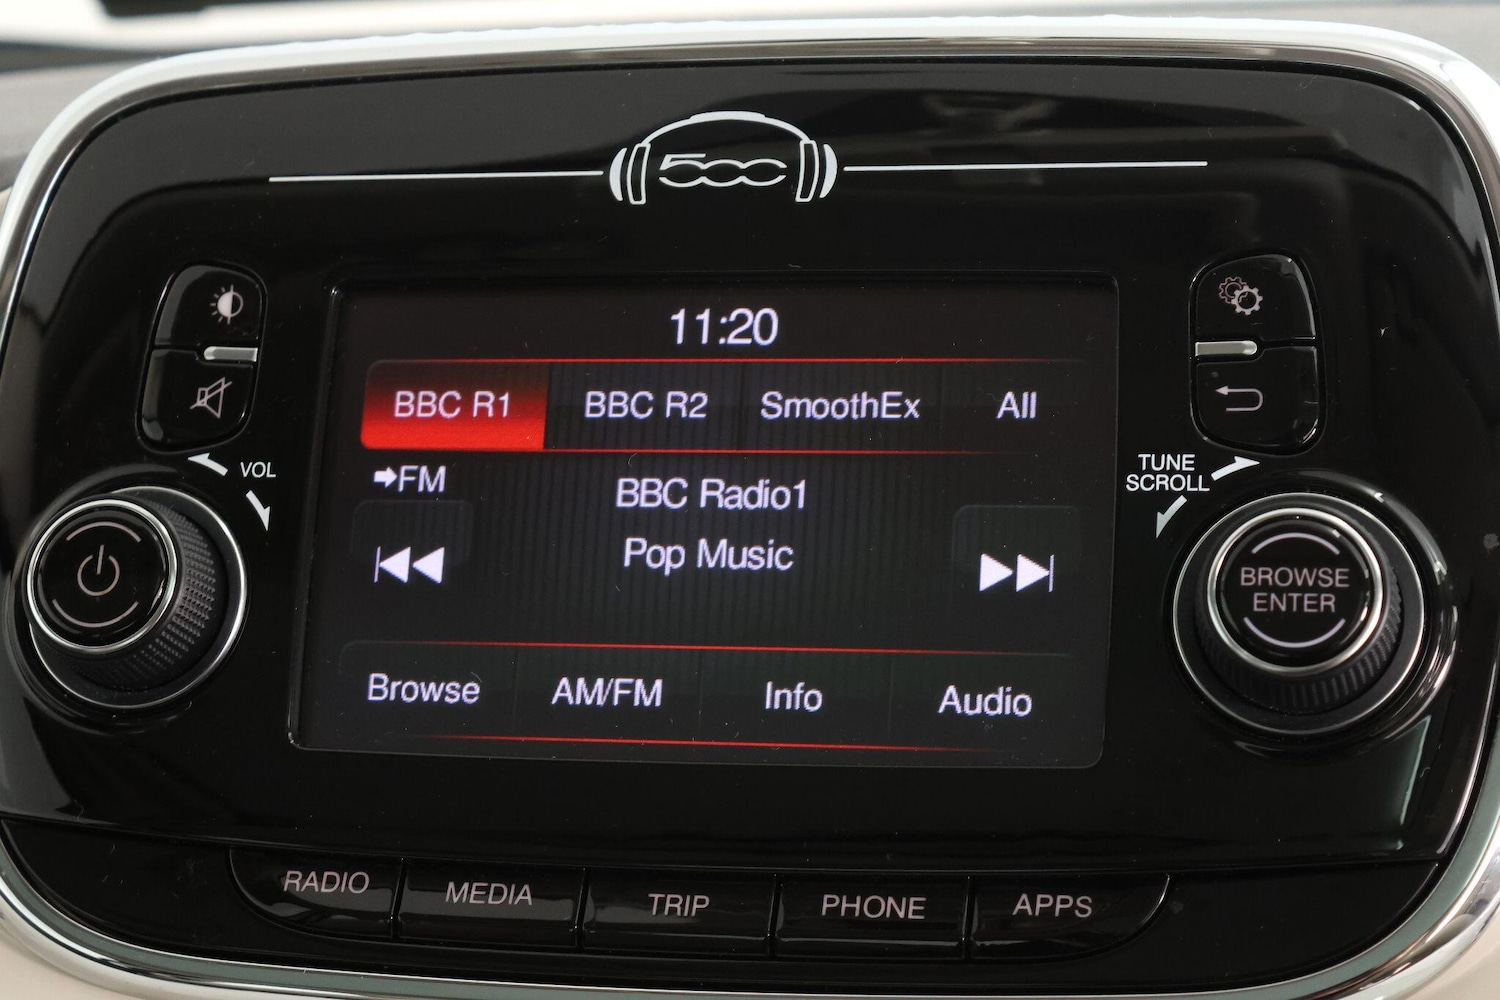 500
11:20
BBC R1 BBC R2 SmoothEx All
FM
BBC Radio1
Pop Music
Browse AM/FM Info Audio
VOL
TUNE
SCROLL
BROWSE
ENTER
RADIO MEDIA TRIP PHONE APPS